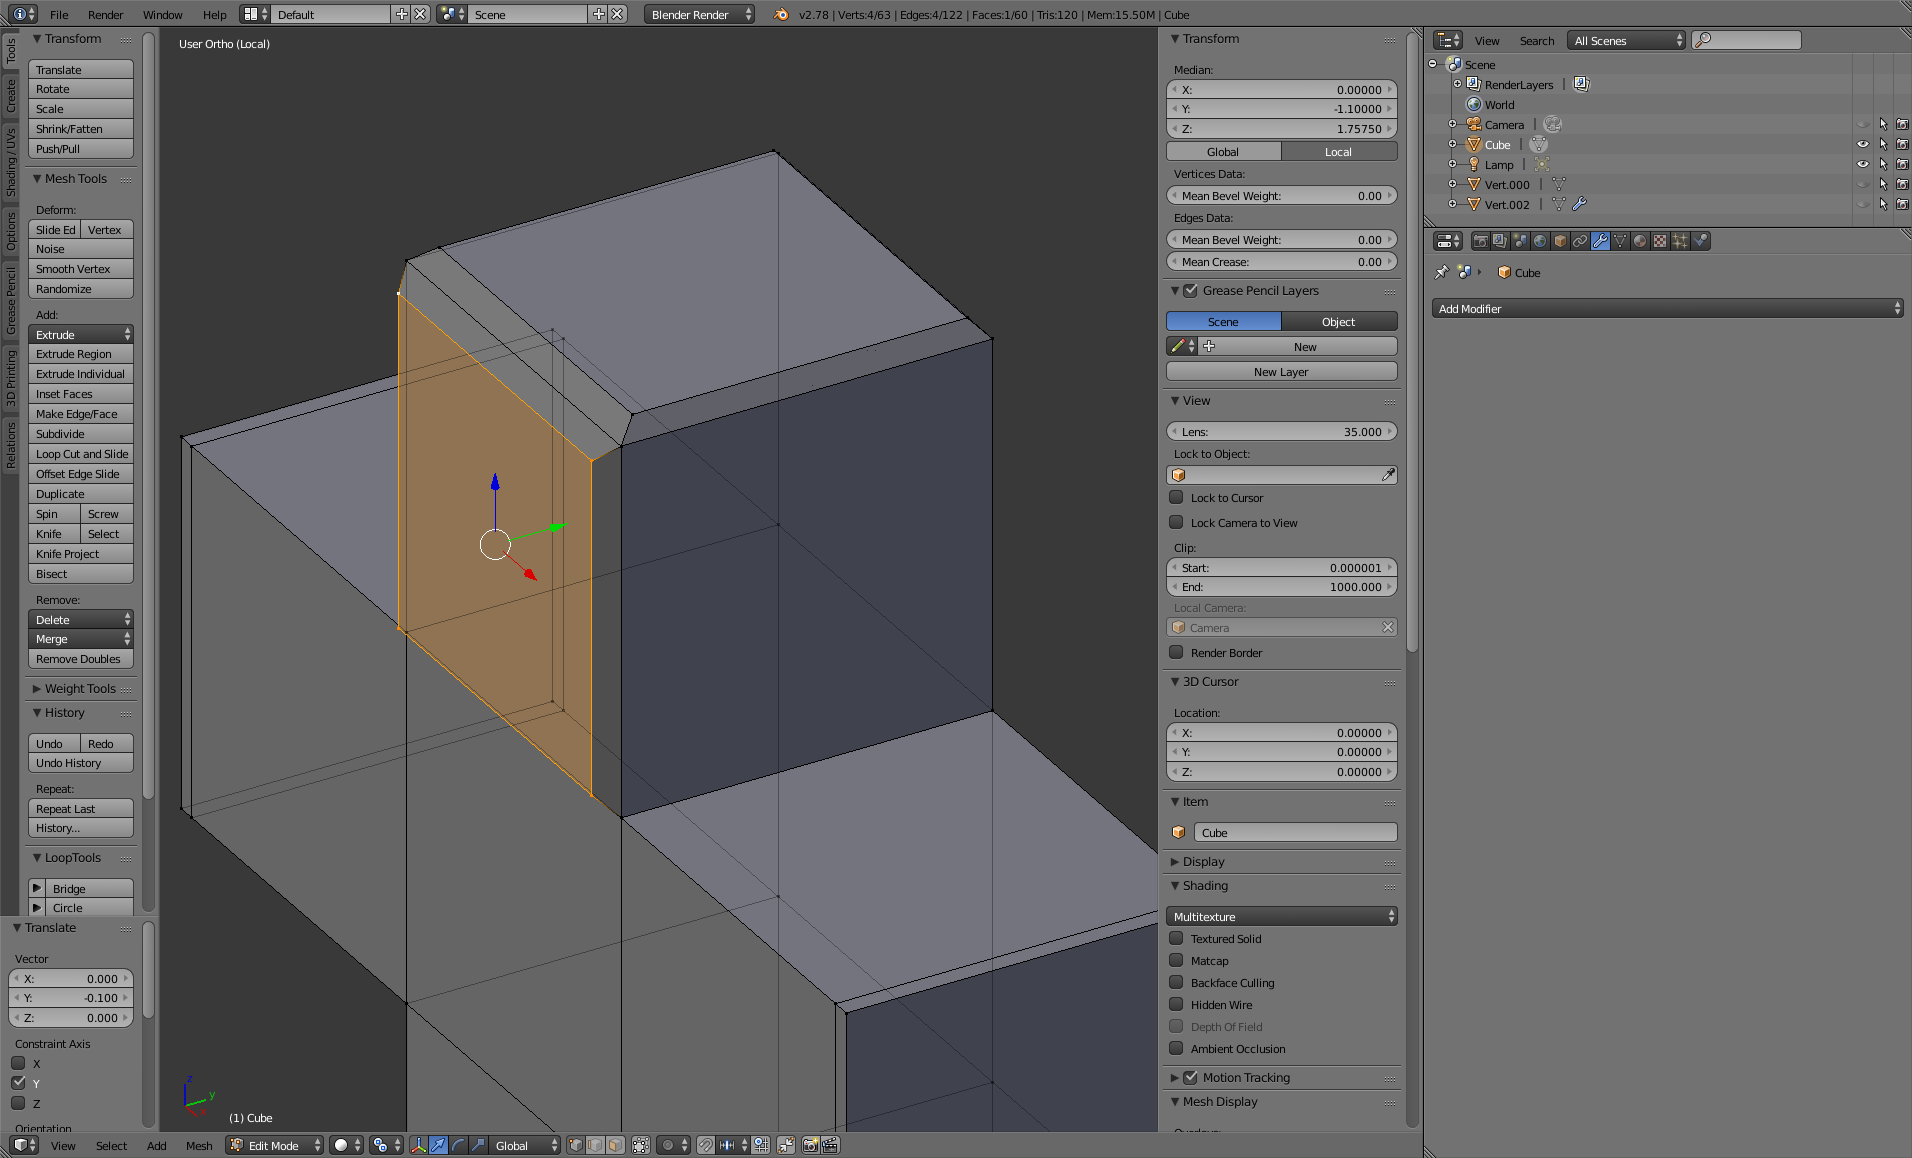 File Render Window Help Default Scene Blender Render v2.78 | Verts:4/63 | Edges:4/122 | Faces:1/60 | Tris:120 | Mem:15.50M | Cube
Tools
Create
Shading / UVs
Options
Grease Pencil
3D Printing
Relations
Transform
Translate
Rotate
Scale
Shrink/Fatten
Push/Pull
Mesh Tools
Deform:
Slide Ed Vertex
Noise
Smooth Vertex
Randomize
Add:
Extrude
Extrude Region
Extrude Individual
Inset Faces
Make Edge/Face
Subdivide
Loop Cut and Slide
Offset Edge Slide
Duplicate
Spin Screw
Knife Select
Knife Project
Bisect
Remove:
Delete
Merge
Remove Doubles
Weight Tools
History
Undo Redo
Undo History
Repeat:
Repeat Last
History...
LoopTools
Bridge
Circle
Translate
Vector
X: 0.000
Y: -0.100
Z: 0.000
Constraint Axis
X
Y
Z
Orientation
User Ortho (Local)
z
y
x
(1) Cube
View Select Add Mesh Edit Mode Global
Transform
Median:
X: 0.00000
Y: -1.10000
Z: 1.75750
Global Local
Vertices Data:
Mean Bevel Weight: 0.00
Edges Data:
Mean Bevel Weight: 0.00
Mean Crease: 0.00
Grease Pencil Layers
Scene Object
New
New Layer
View
Lens: 35.000
Lock to Object:
Lock to Cursor
Lock Camera to View
Clip:
Start: 0.000001
End: 1000.000
Local Camera:
Camera
Render Border
3D Cursor
Location:
X: 0.00000
Y: 0.00000
Z: 0.00000
Item
Cube
Display
Shading
Multitexture
Textured Solid
Matcap
Backface Culling
Hidden Wire
Depth Of Field
Ambient Occlusion
Motion Tracking
Mesh Display
View Search All Scenes
Scene
RenderLayers
World
Camera
Cube
Lamp
Vert.000
Vert.002
Cube
Add Modifier